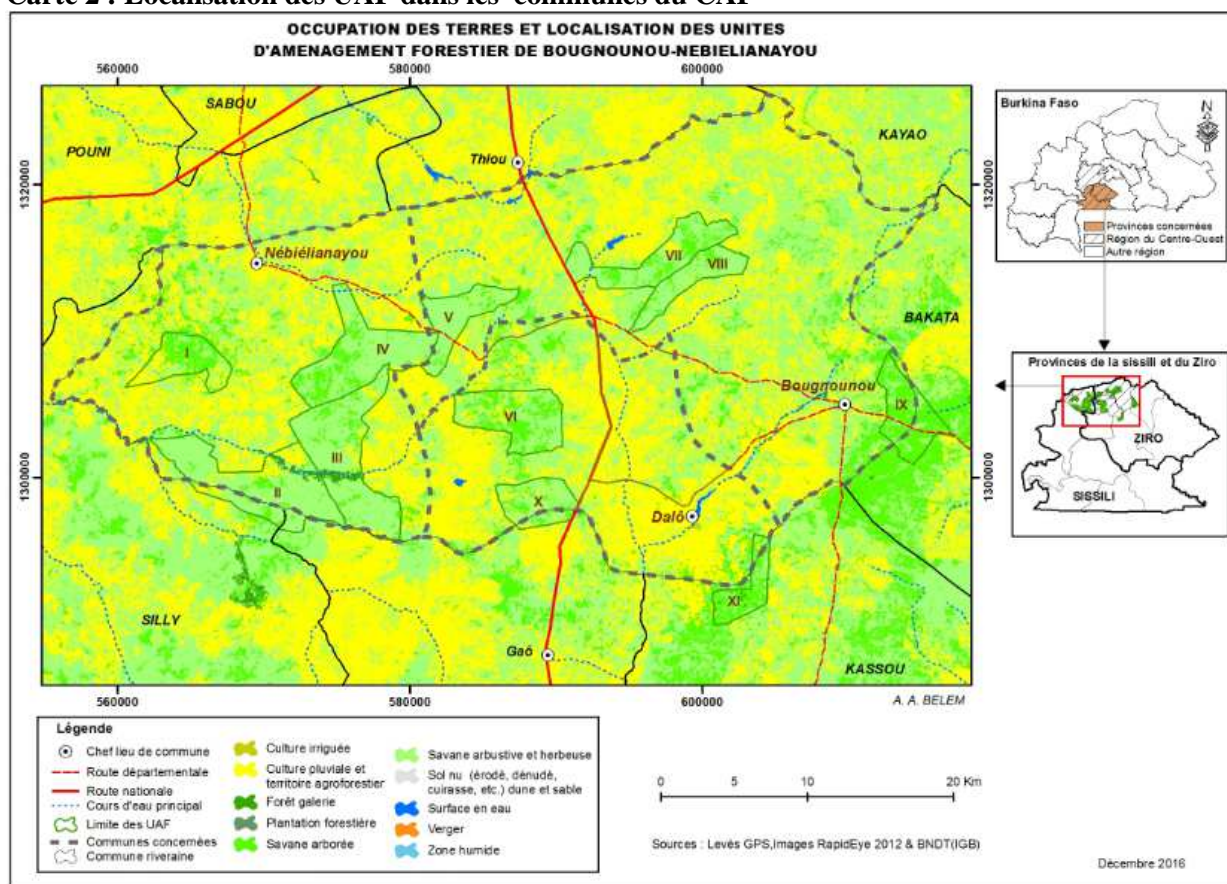 Carte 2 : Localisation des UAF dans les communes du CAF
OCCUPATION DES TERRES ET LOCALISATION DES UNITES
D'AMENAGEMENT FORESTIER DE BOUGNOUNOU-NEBIELIANAYOU
560000
580000
600000
1320000
1300000
SABOU
POUNI
Thiou
KAYAO
Nébiélianayou
VII
VIII
V
IV
I
BAKATA
Bougnounou
IX
VI
III
II
X
Dalô
XI
SILLY
Gaô
KASSOU
1320000
1300000
560000
580000
600000
A. A. BELEM
Burkina Faso
N
Provinces concernées
Région du Centre-Ouest
Autre région
Provinces de la sissili et du Ziro
ZIRO
SISSILI
Légende
Chef lieu de commune
Route départementale
Route nationale
Cours d'eau principal
Limite des UAF
Communes concernées
Commune riveraine
Culture irriguée
Culture pluviale et
territoire agroforestier
Forêt galerie
Plantation forestière
Savane arborée
Savane arbustive et herbeuse
Sol nu (érodé, dénudé,
cuirasse, etc.) dune et sable
Surface en eau
Verger
Zone humide
0 5 10 20 Km
Sources : Levés GPS,Images RapidEye 2012 & BNDT(IGB)
Décembre 2016